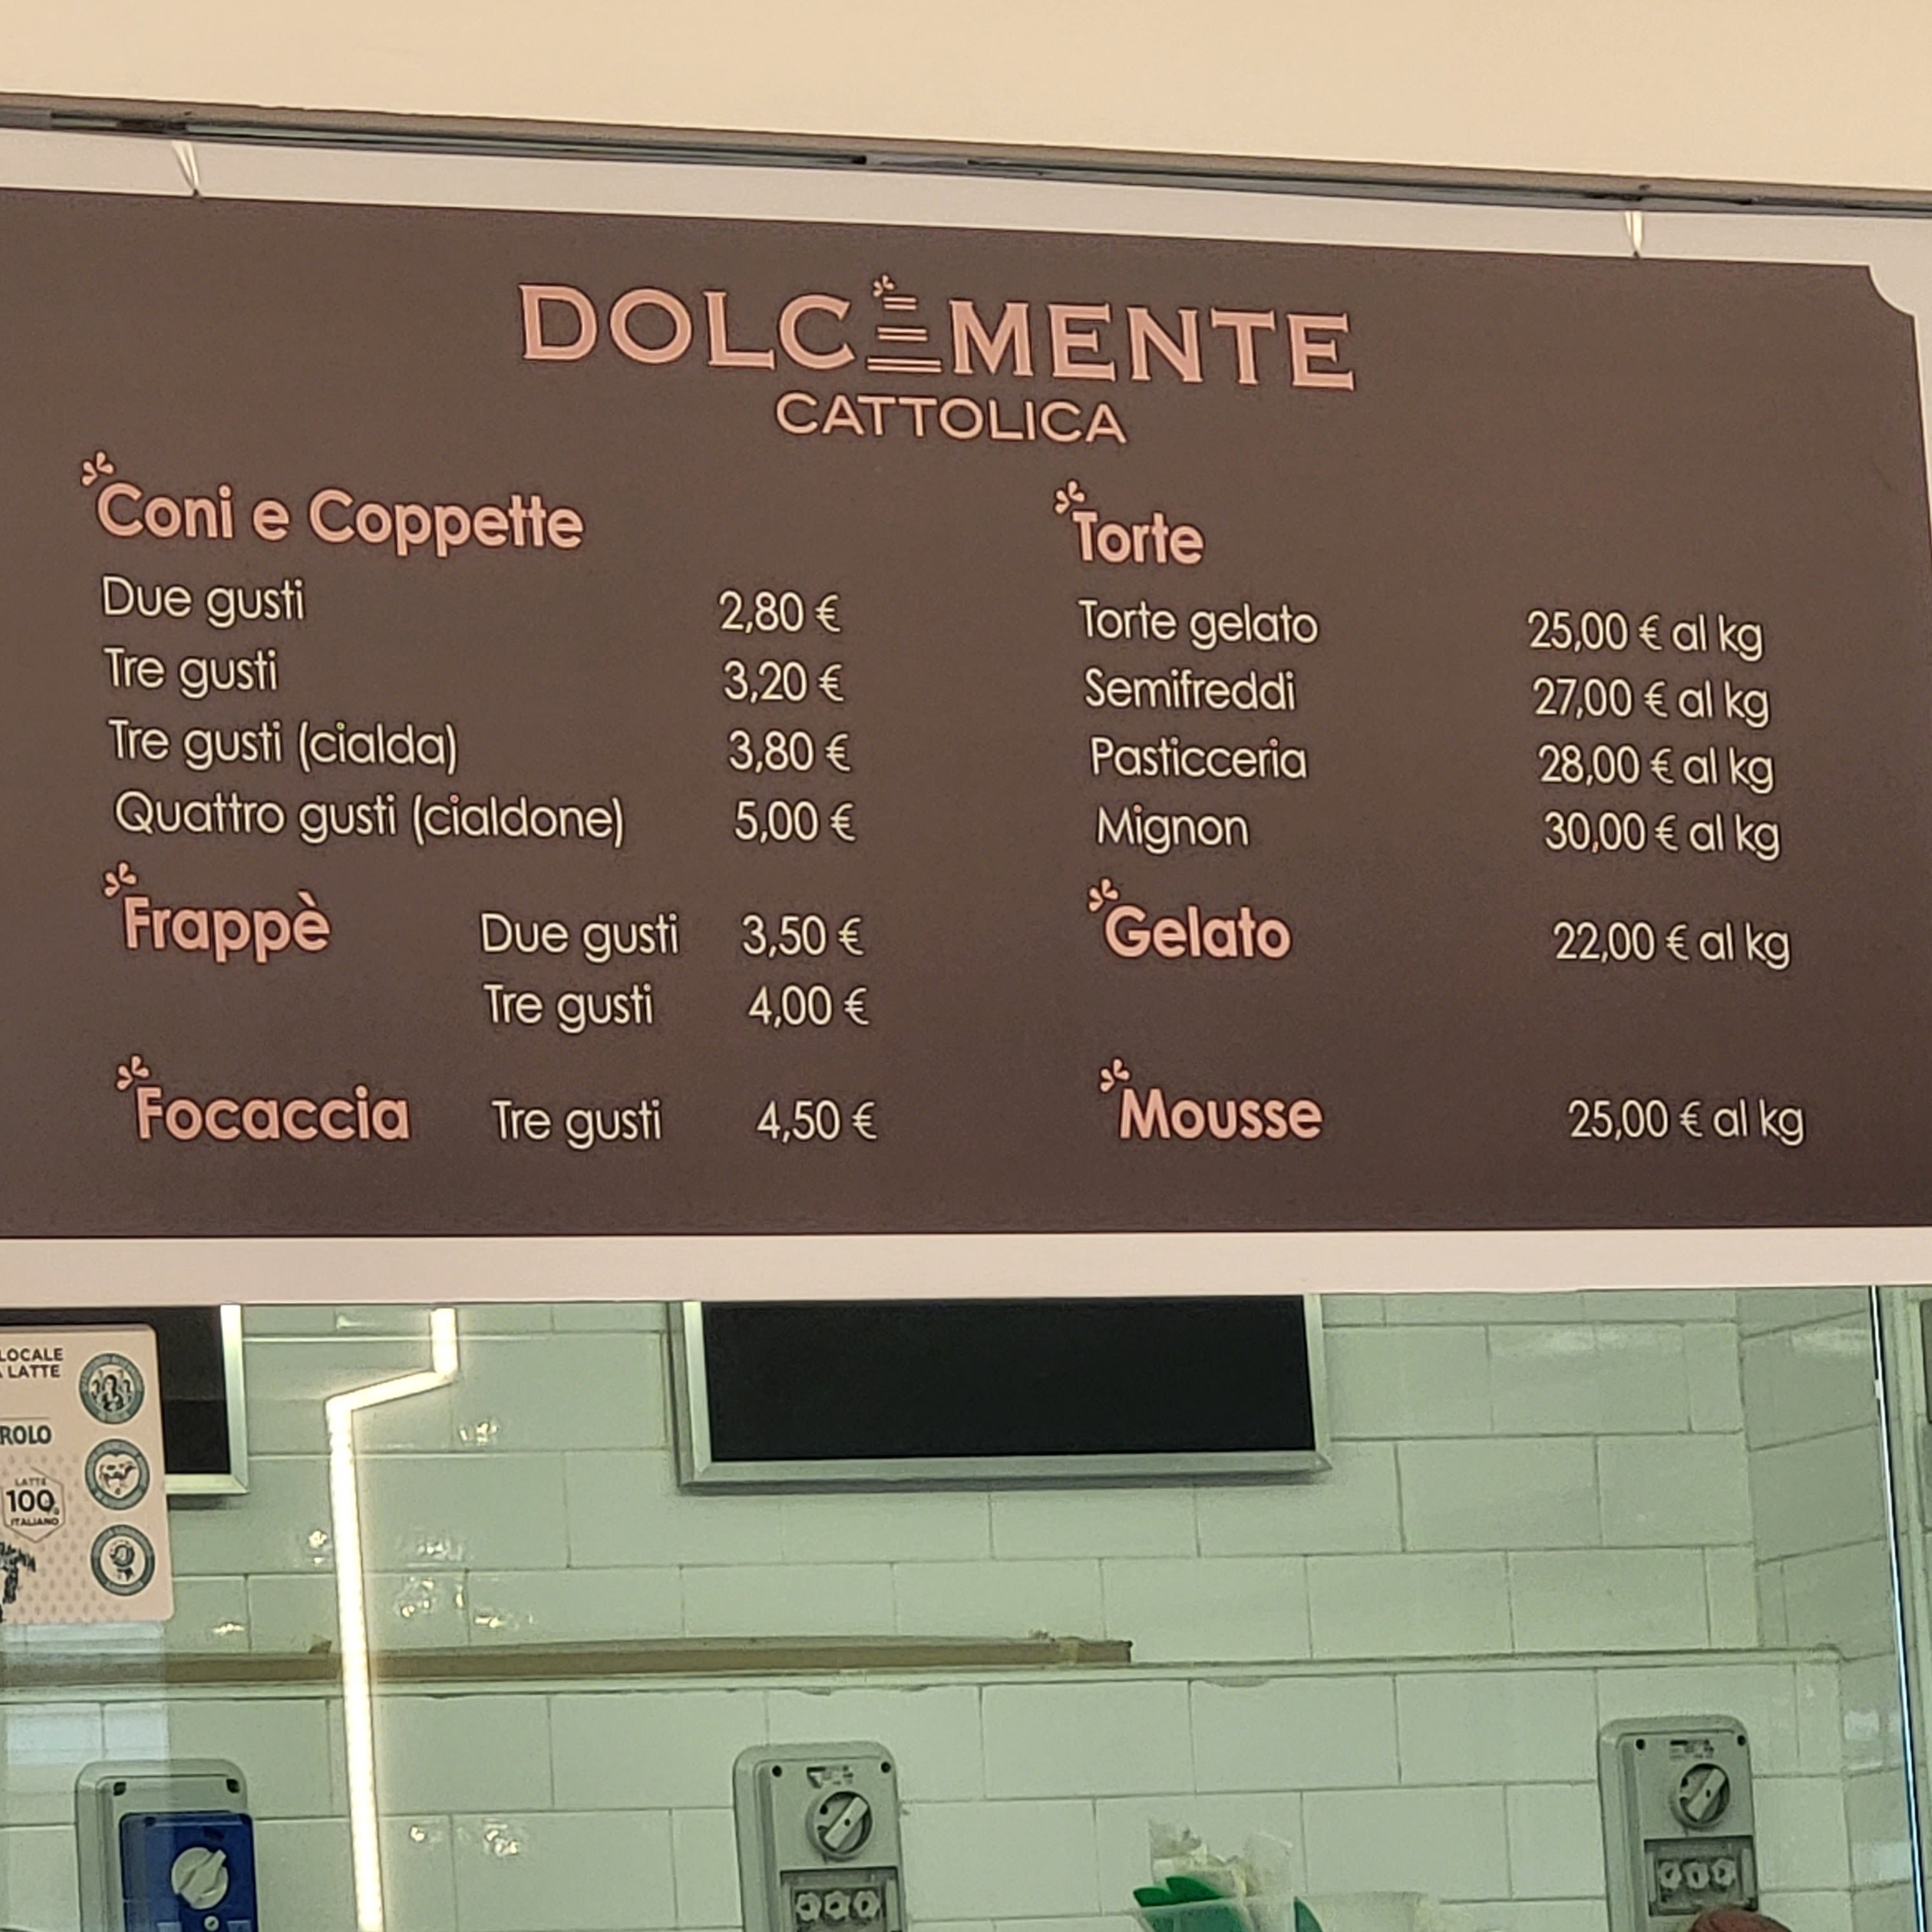 DOLCEMENTE
CATTOLICA
Coni e Coppette
Due gusti 2,80 €
Tre gusti 3,20 €
Tre gusti (cialda) 3,80 €
Quattro gusti (cialdone) 5,00 €
Frappè Due gusti 3,50 €
Tre gusti 4,00 €
Focaccia Tre gusti 4,50 €
Torte
Torte gelato 25,00 € al kg
Semifreddi 27,00 € al kg
Pasticceria 28,00 € al kg
Mignon 30,00 € al kg
Gelato 22,00 € al kg
Mousse 25,00 € al kg
LOCALE
LATTE
ROLO
LATTE
100%
ITALIANO